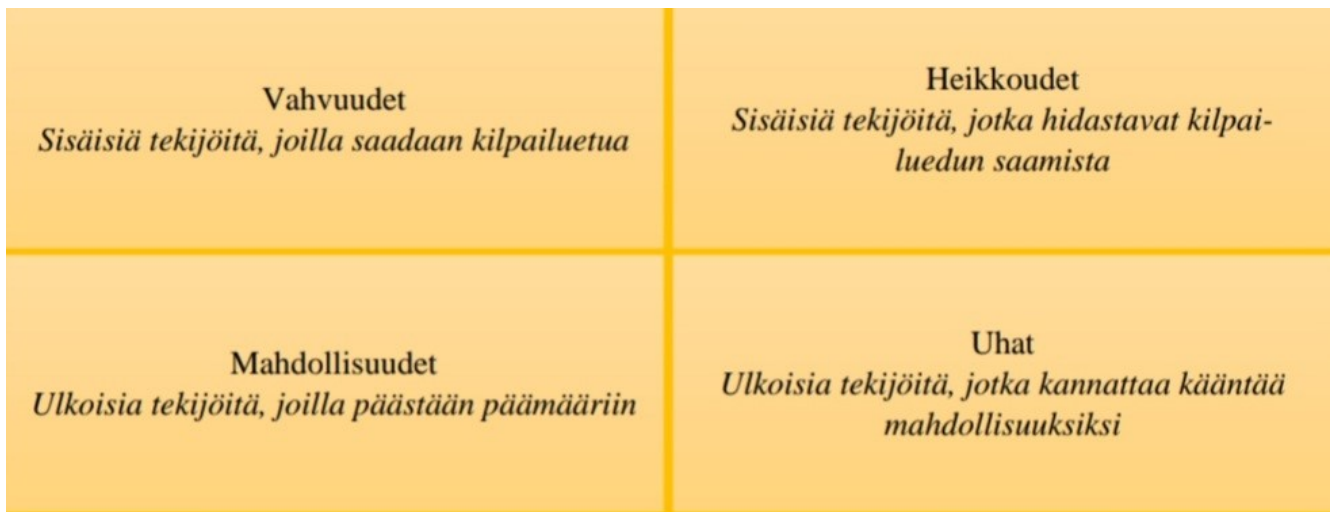 Vahvuudet
Sisäisiä tekijöitä, joilla saadaan kilpailuetua
Heikkoudet
Sisäisiä tekijöitä, jotka hidastavat kilpai-
luedun saamista
Mahdollisuudet
Ulkoisia tekijöitä, joilla päästään päämääriin
Uhat
Ulkoisia tekijöitä, jotka kannattaa kääntää
mahdollisuuksiksi